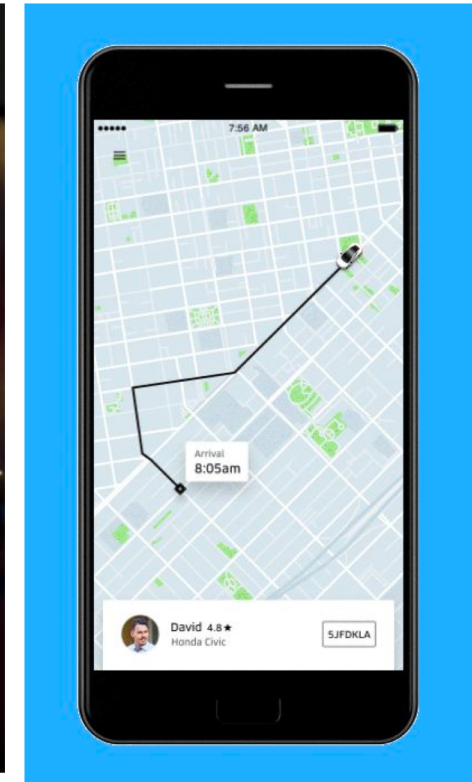 7:56 AM
Arrival
8:05am
David 4.8★
Honda Civic
5JFDKLA